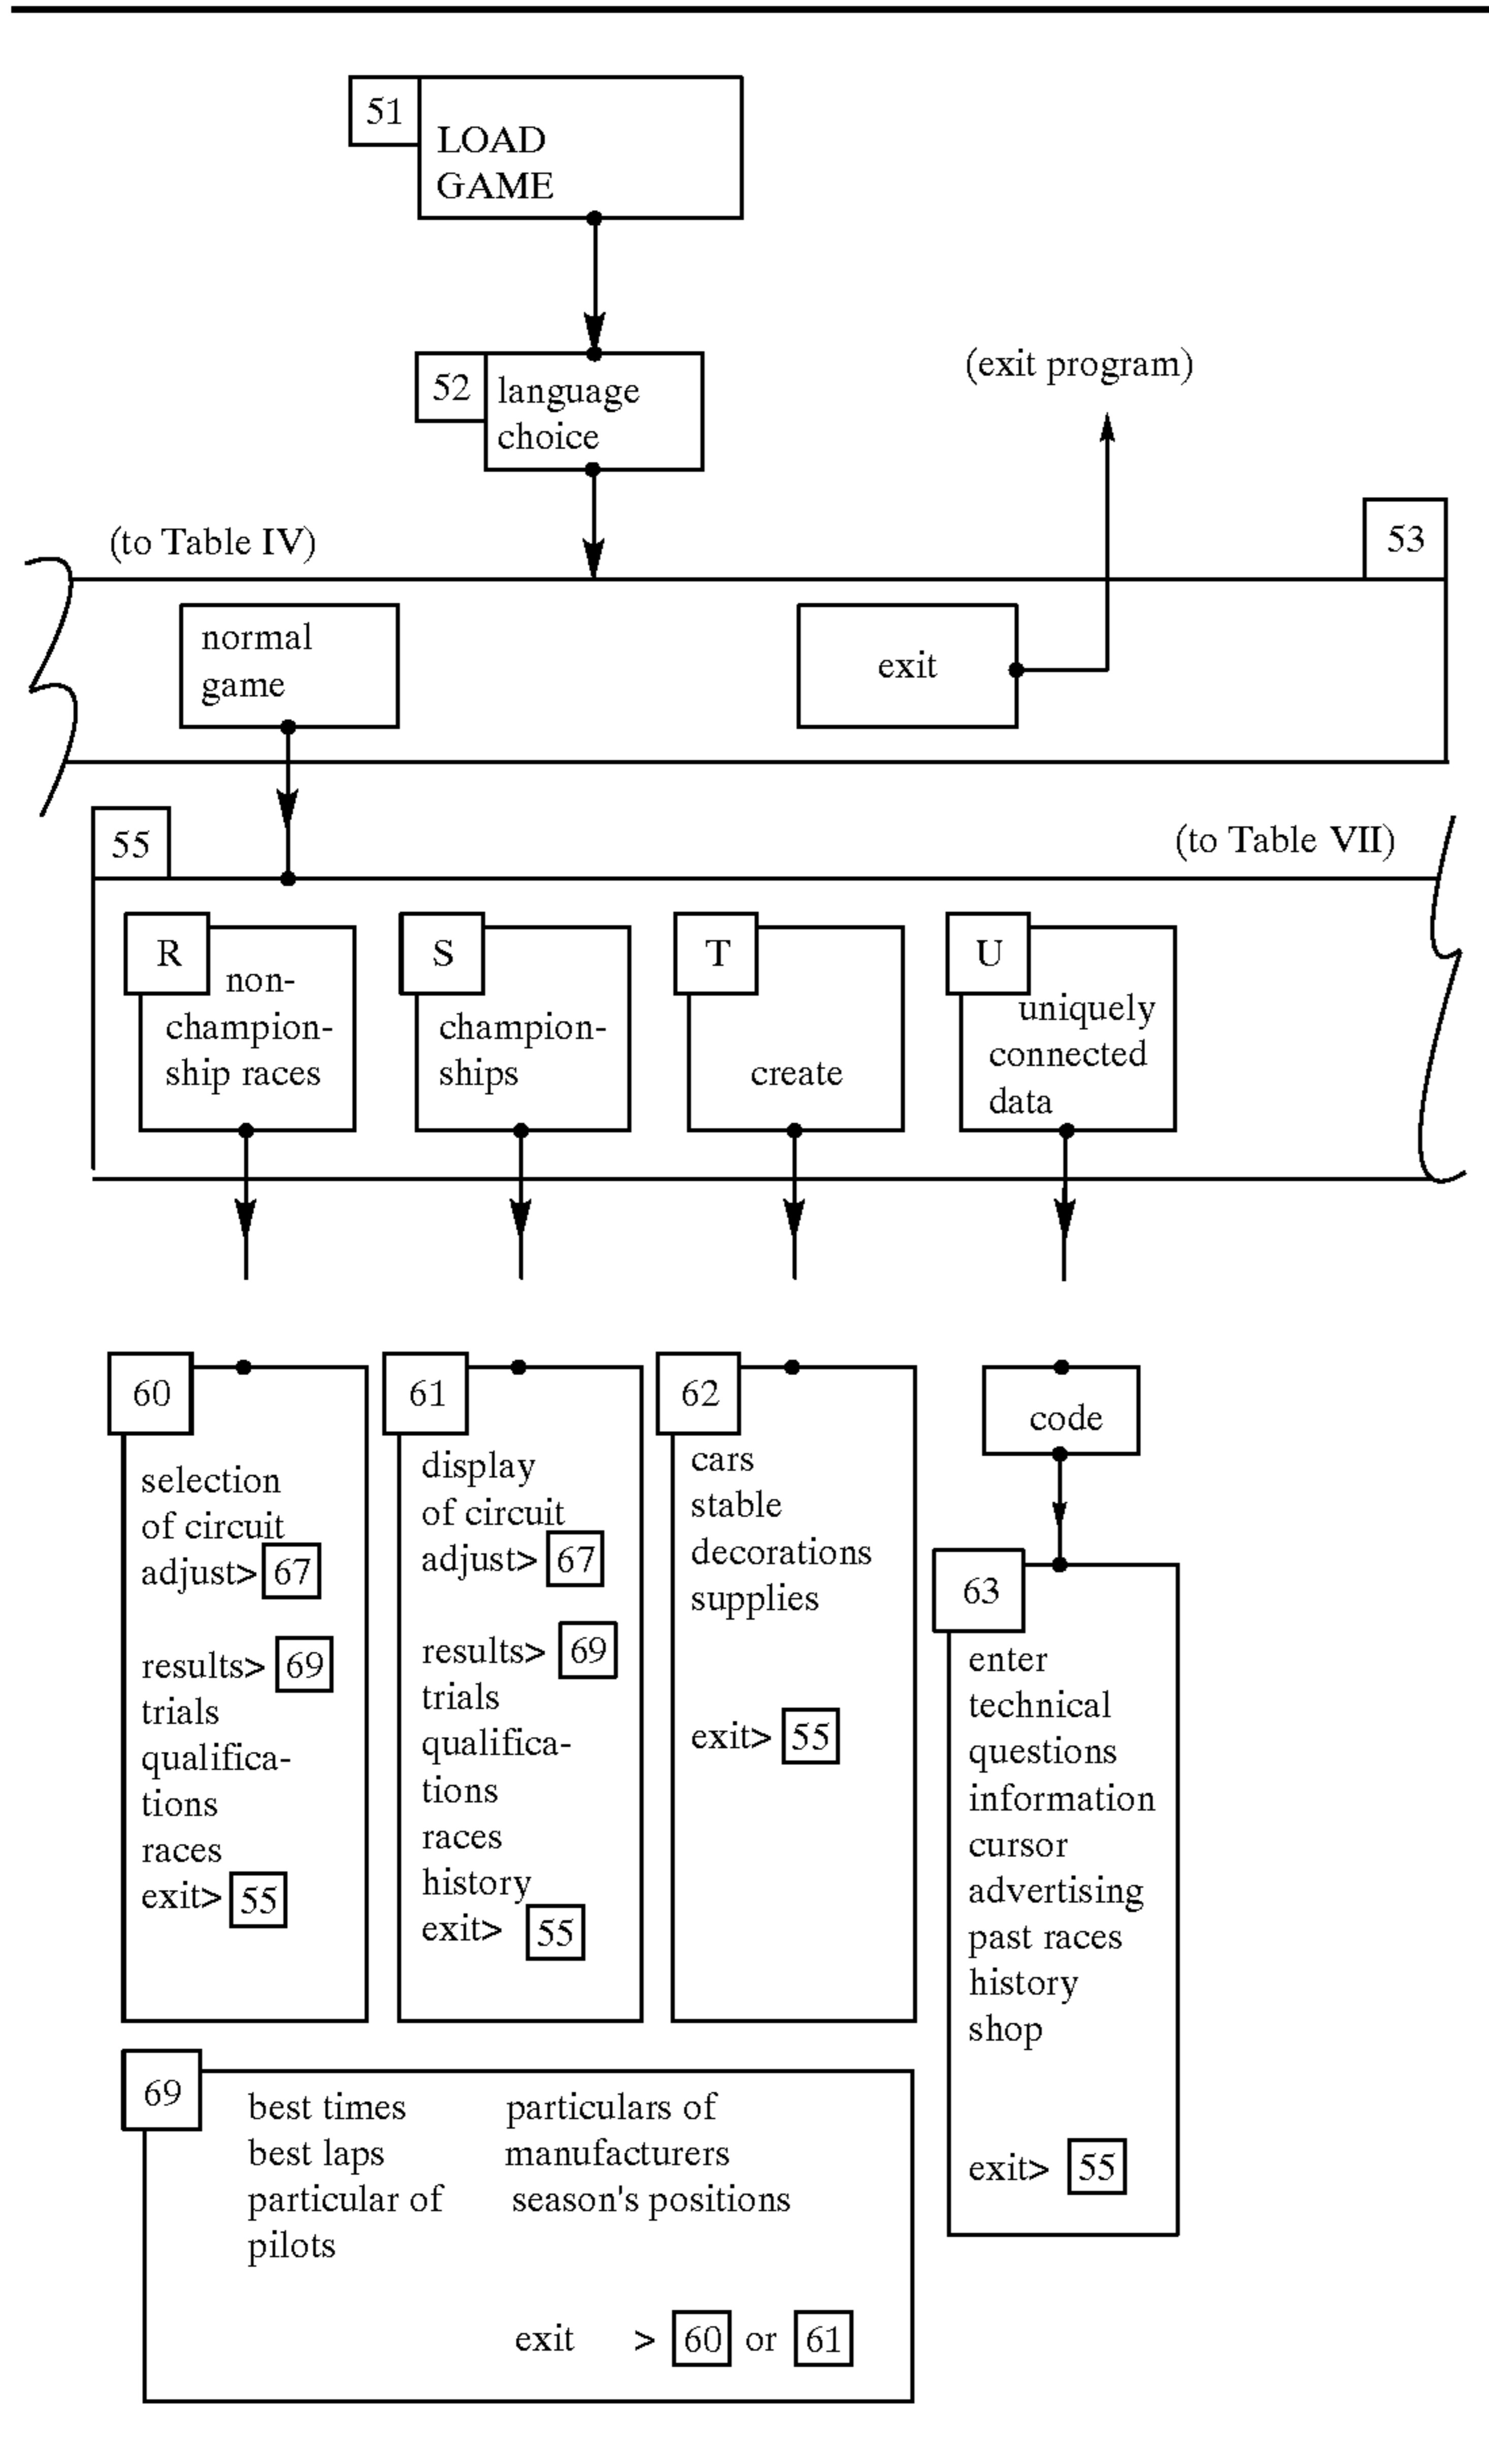 51
LOAD
GAME
52
language
choice
(exit program)
(to Table IV)
53
normal
game
exit
55
(to Table VII)
R
non-
champion-
ship races
S
champion-
ships
T
create
U
uniquely
connected
data
60
selection
of circuit
adjust> 67
results> 69
trials
qualifica-
tions
races
exit> 55
61
display
of circuit
adjust> 67
results> 69
trials
qualifica-
tions
races
history
exit> 55
62
cars
stable
decorations
supplies
exit> 55
code
63
enter
technical
questions
information
cursor
advertising
past races
history
shop
exit> 55
69
best times
best laps
particular of
pilots
particulars of
manufacturers
season's positions
exit > 60 or 61